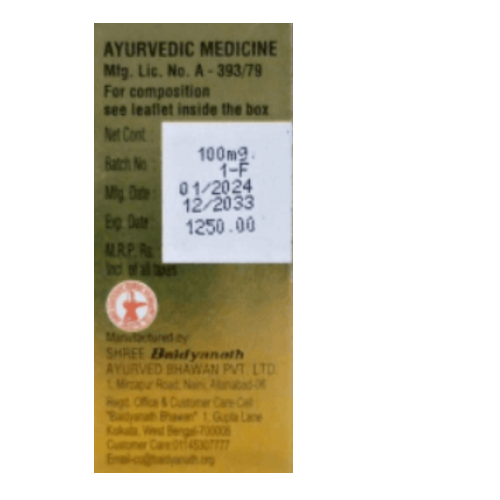 AYURVEDIC MEDICINE
Mfg. Lic. No. A - 393/79
For composition
see leaflet inside the box
Net Cont : 100mg.
Batch No : 1-F
Mfg. Date : 01/2024
Exp. Date : 12/2033
M.R.P. Rs. 1250.00
Incl. of all taxes
Manufactured by:
SHREE Baidyanath
AYURVED BHAWAN PVT. LTD.
1, Mirzapur Road, Naini, Allahabad-06
Regd. Office & Customer Care Cell :
"Baidyanath Bhawan" 1, Gupta Lane
Kolkata, West Bengal-700006
Customer Care:01145307777
Email-cc@baidyanath.org